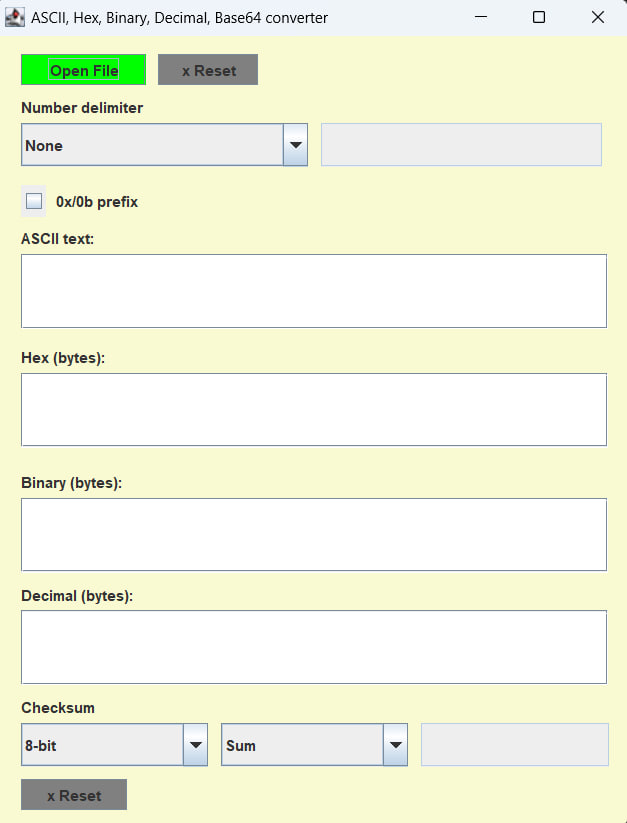 ASCII, Hex, Binary, Decimal, Base64 converter
Open File x Reset
Number delimiter
None
0x/0b prefix
ASCII text:
Hex (bytes):
Binary (bytes):
Decimal (bytes):
Checksum
8-bit Sum
x Reset